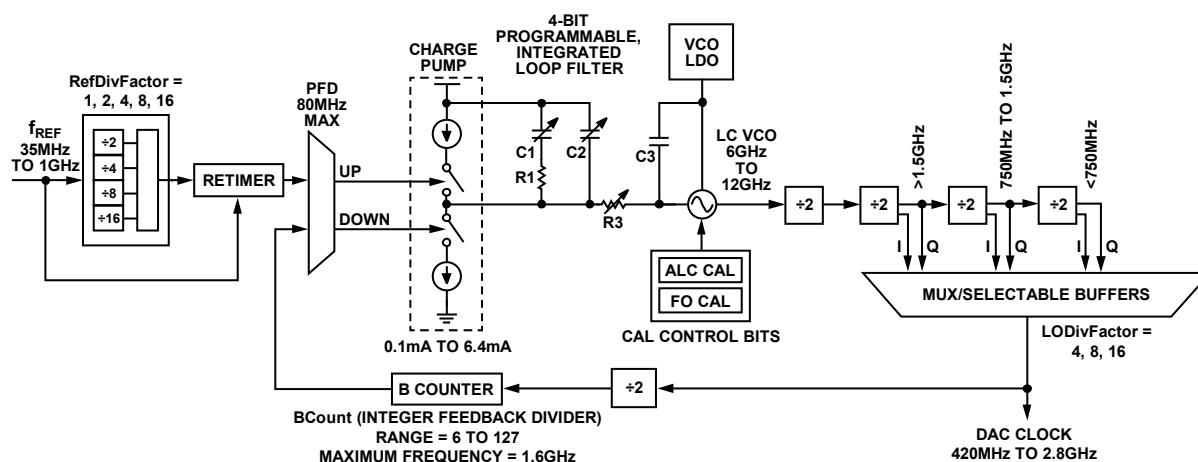 RefDivFactor =
1, 2, 4, 8, 16
fREF
35MHz
TO 1GHz
÷2
÷4
÷8
÷16
RETIMER
PFD
80MHz
MAX
UP
DOWN
CHARGE
PUMP
0.1mA TO 6.4mA
4-BIT
PROGRAMMABLE,
INTEGRATED
LOOP FILTER
C1
R1
C2
R3
C3
VCO
LDO
LC VCO
6GHz
TO
12GHz
ALC CAL
FO CAL
CAL CONTROL BITS
÷2
÷2
>1.5GHz
÷2
750MHz TO 1.5GHz
÷2
<750MHz
I
Q
I
Q
I
Q
MUX/SELECTABLE BUFFERS
LODivFactor =
4, 8, 16
B COUNTER
÷2
BCount (INTEGER FEEDBACK DIVIDER)
RANGE = 6 TO 127
MAXIMUM FREQUENCY = 1.6GHz
DAC CLOCK
420MHz TO 2.8GHz